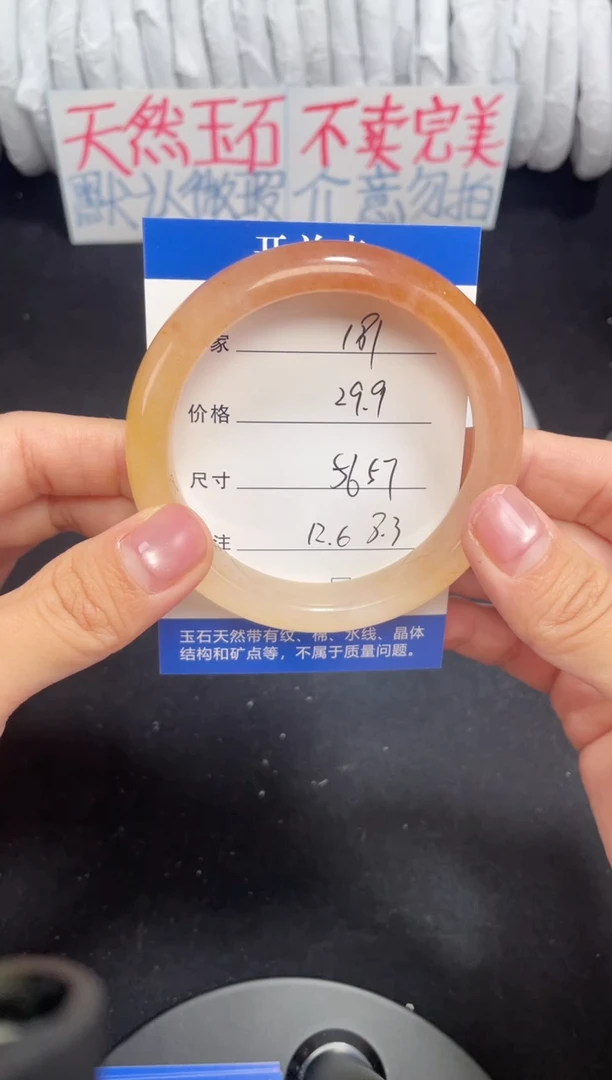 天然玉石 不卖完美
默认微瑕 介意勿拍
家 181
价格 29.9
尺寸 56 57
注 12.6 8.3
玉石天然带有纹、棉、水线、晶体
结构和矿点等，不属于质量问题。